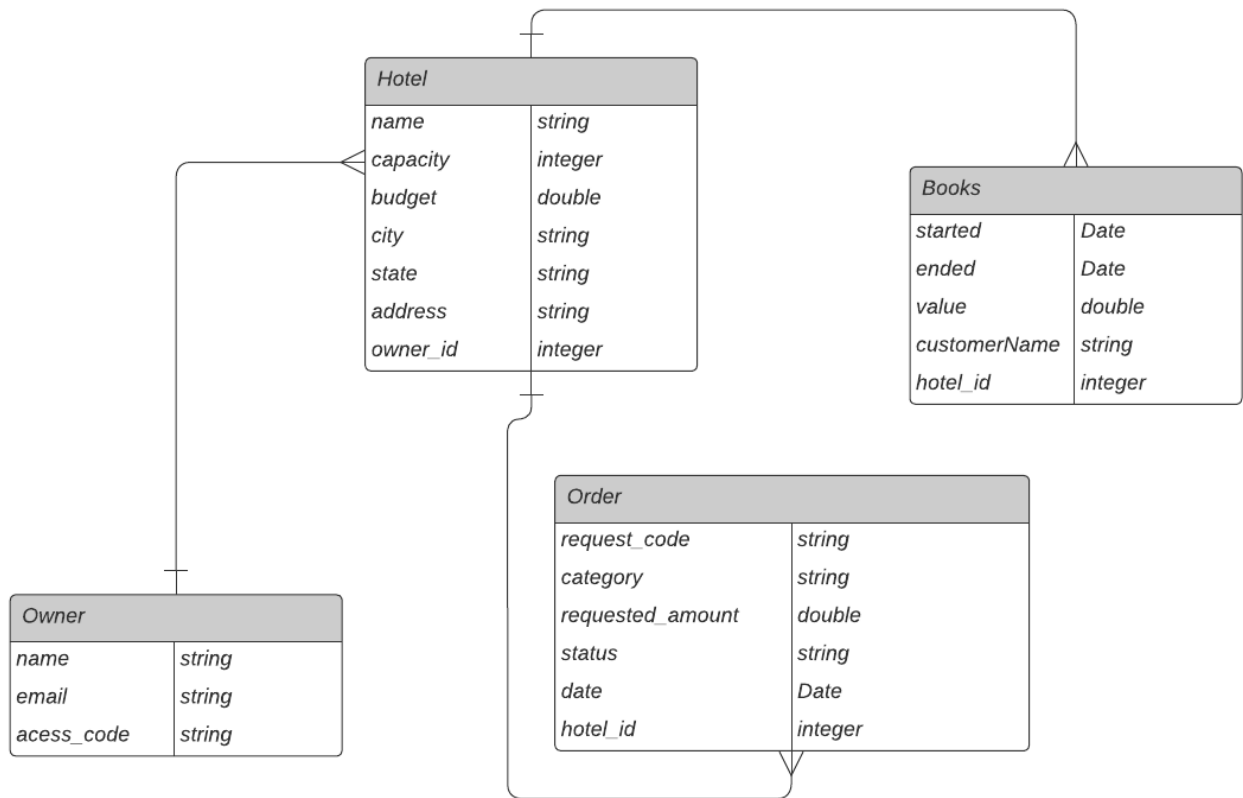 Hotel
name string
capacity integer
budget double
city string
state string
address string
owner_id integer
Books
started Date
ended Date
value double
customerName string
hotel_id integer
Order
request_code string
category string
requested_amount double
status string
date Date
hotel_id integer
Owner
name string
email string
acess_code string